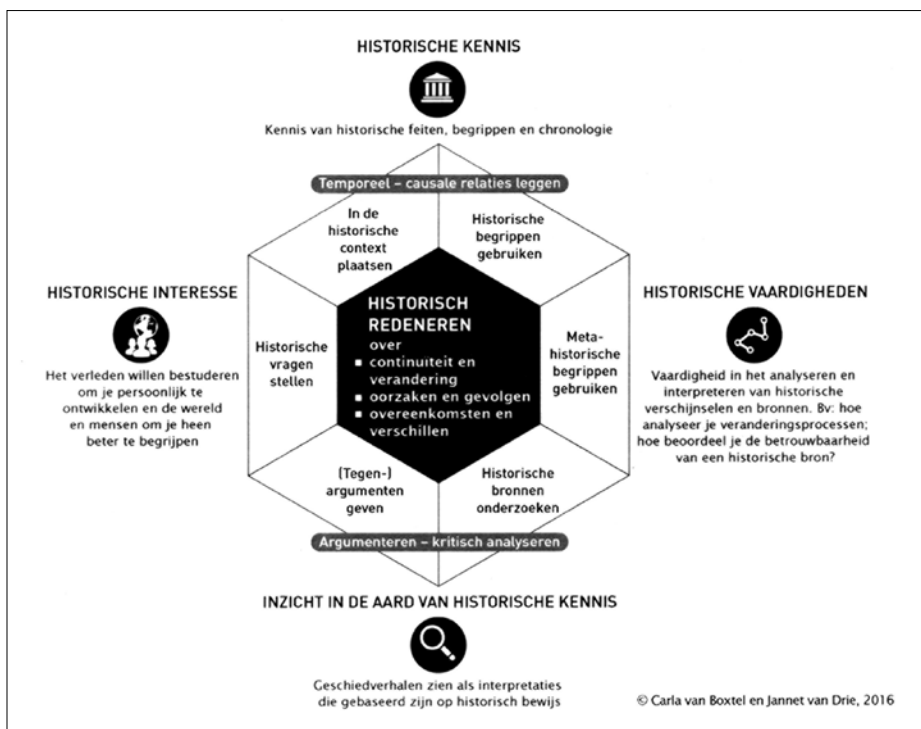 HISTORISCHE KENNIS
Kennis van historische feiten, begrippen en chronologie
Temporeel – causale relaties leggen
In de
historische
context
plaatsen
Historische
begrippen
gebruiken
HISTORISCHE INTERESSE
Het verleden willen bestuderen
om je persoonlijk te
ontwikkelen en de wereld
en mensen om je heen
beter te begrijpen
Historische
vragen
stellen
HISTORISCH
REDENEREN
over
▪ continuïteit en
verandering
▪ oorzaken en gevolgen
▪ overeenkomsten en
verschillen
Meta-
historische
begrippen
gebruiken
HISTORISCHE VAARDIGHEDEN
Vaardigheid in het analyseren en
interpreteren van historische
verschijnselen en bronnen. Bv: hoe
analyseer je veranderingsprocessen;
hoe beoordeel je de betrouwbaarheid
van een historische bron?
(Tegen-)
argumenten
geven
Historische
bronnen
onderzoeken
Argumenteren – kritisch analyseren
INZICHT IN DE AARD VAN HISTORISCHE KENNIS
Geschiedverhalen zien als interpretaties
die gebaseerd zijn op historisch bewijs
© Carla van Boxtel en Jannet van Drie, 2016